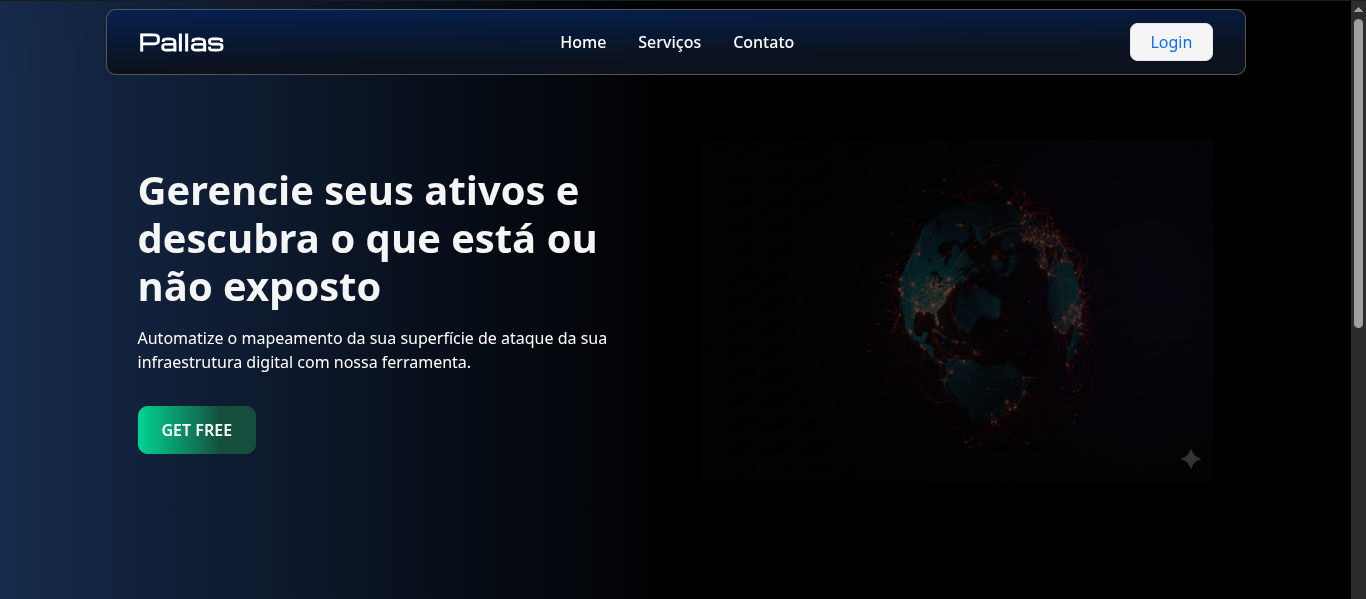 Pallas
Home Serviços Contato
Login
Gerencie seus ativos e
descubra o que está ou
não exposto
Automatize o mapeamento da sua superfície de ataque da sua
infraestrutura digital com nossa ferramenta.
GET FREE